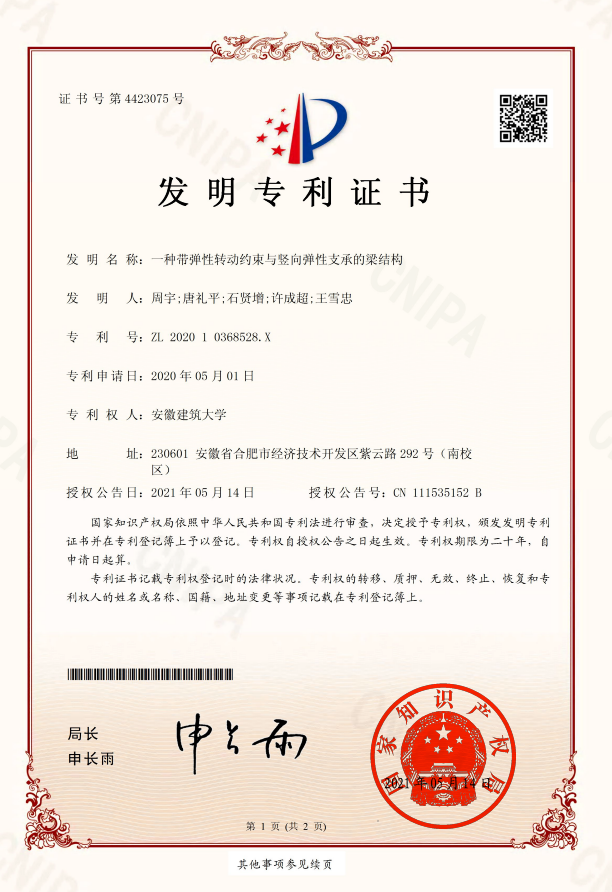 证书号第4423075号
发明专利证书
发明名称：一种带弹性转动约束与竖向弹性支承的梁结构
发明人：周宇;唐礼平;石贤增;许成超;王雪忠
专利号：ZL 2020 1 0368528.X
专利申请日：2020年05月01日
专利权人：安徽建筑大学
地址：230601 安徽省合肥市经济技术开发区紫云路292号（南校
区）
授权公告日：2021年05月14日 授权公告号：CN 111535152 B
国家知识产权局依照中华人民共和国专利法进行审查，决定授予专利权，颁发发明专利
证书并在专利登记簿上予以登记。专利权自授权公告之日起生效。专利权期限为二十年，自
申请日起算。
专利证书记载专利权登记时的法律状况。专利权的转移、质押、无效、终止、恢复和专
利权人的姓名或名称、国籍、地址变更等事项记载在专利登记簿上。
局长
申长雨
申长雨
国家知识产权局
2021年05月14日
第 1 页 (共 2 页)
其他事项参见续页
CNIPA